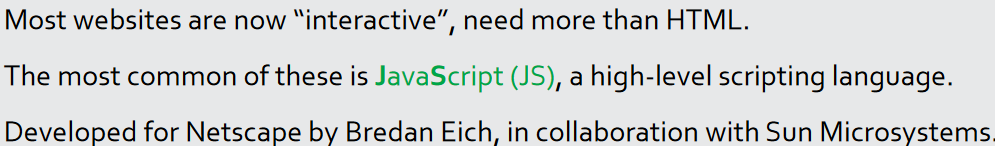 Most websites are now “interactive”, need more than HTML.
The most common of these is JavaScript (JS), a high-level scripting language.
Developed for Netscape by Bredan Eich, in collaboration with Sun Microsystems.